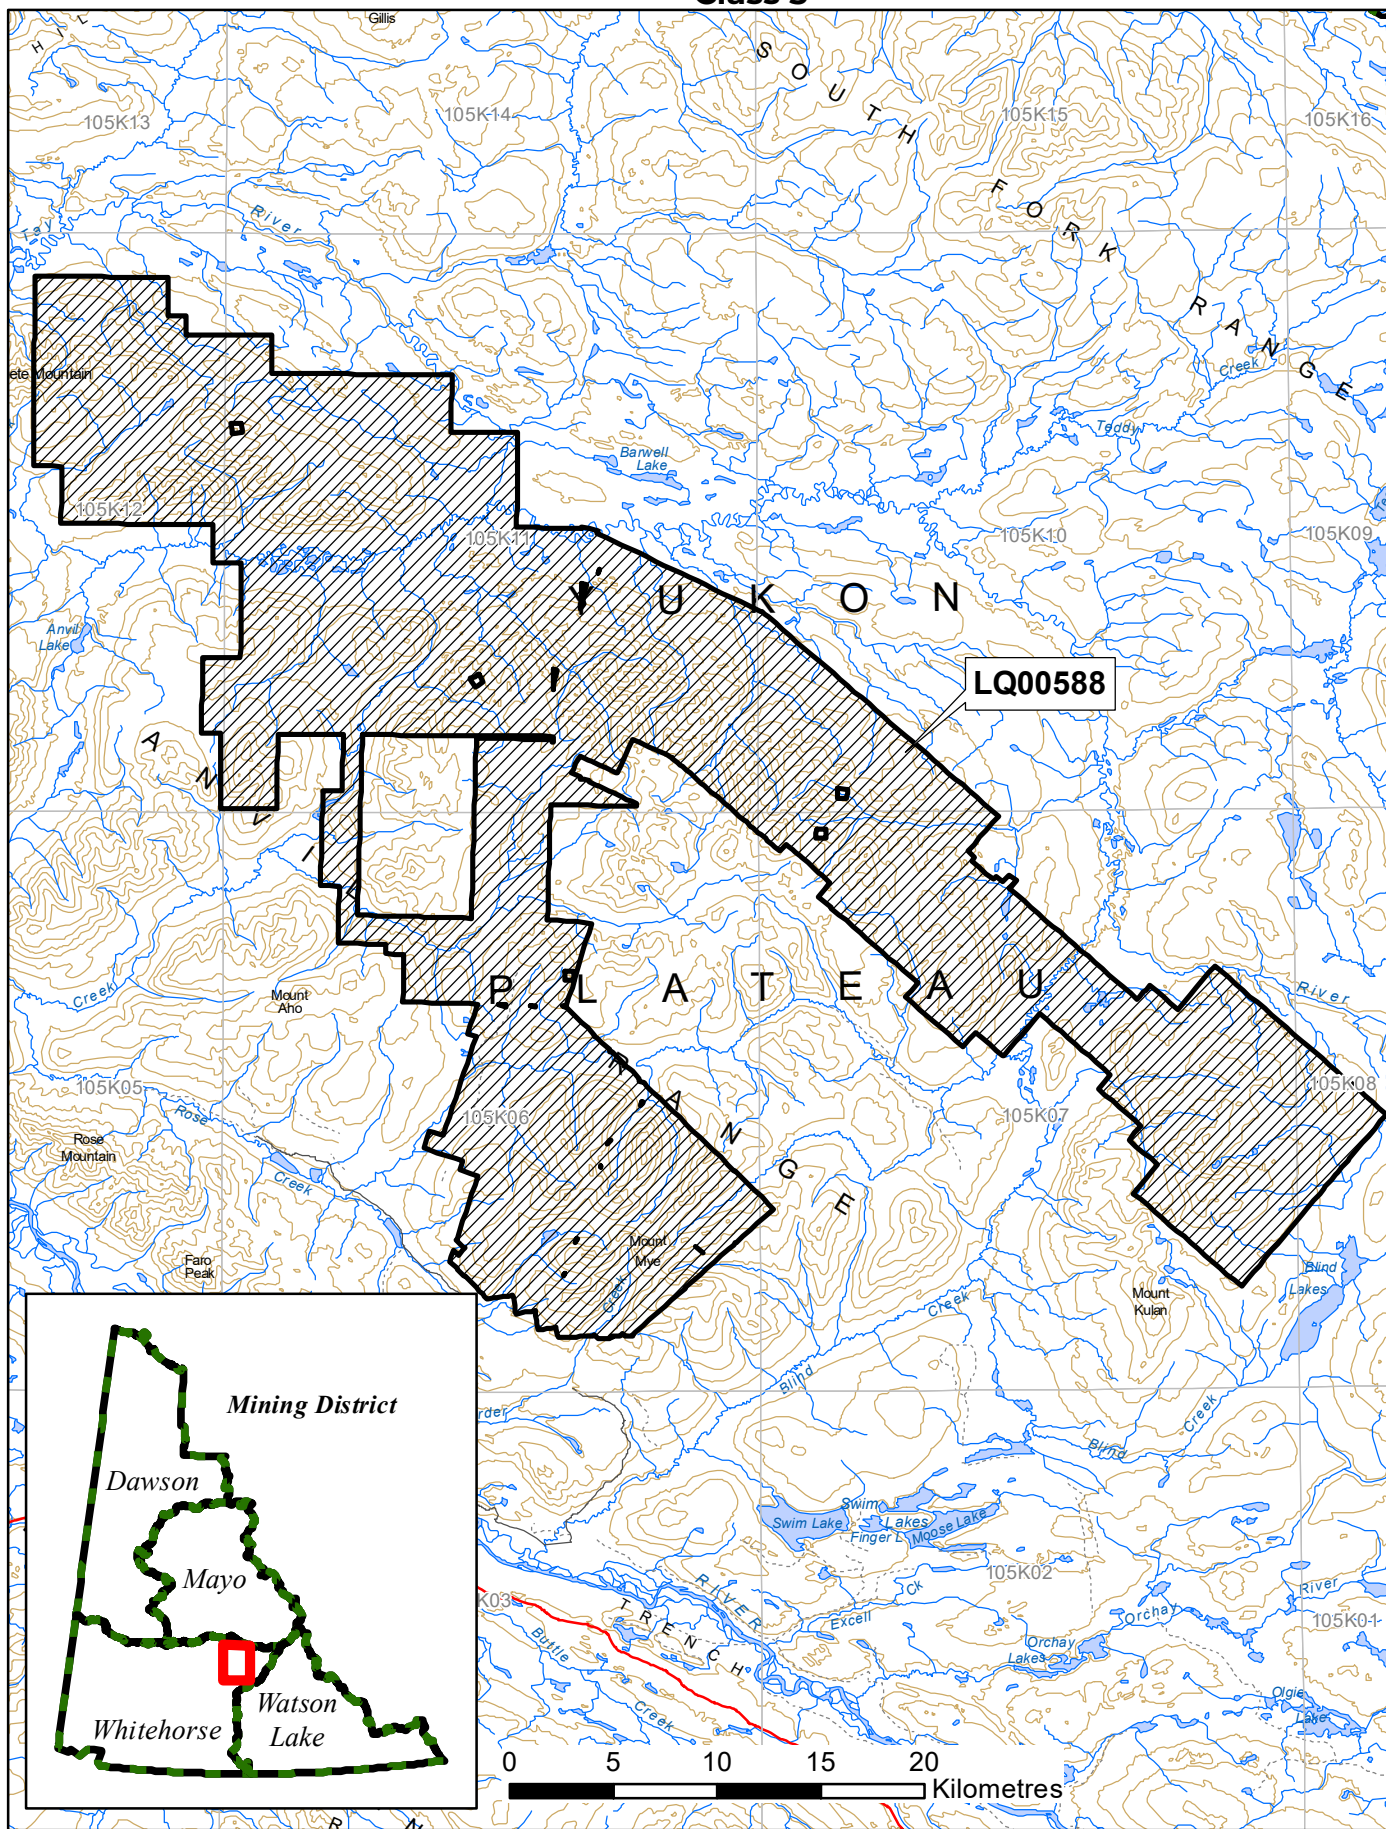 Gillis
SOUTH
FORK
RANGE
105K13
105K14
105K15
105K16
Tay
River
Creek
Teddy
Barwell
Lake
105K12
105K11
105K10
105K09
YUKON
Anvil
Lake
LQ00588
ANVIL
PLATEAU
River
Creek
Mount
Aho
RANGE
105K05
105K06
105K07
105K08
Rose
Rose
Mountain
Creek
Faro
Peak
Mount
Mye
Creek
Blind
Lakes
Mount
Kulan
Creek
Blind
Creek
Blind
Mining District
Dawson
Mayo
Whitehorse
Watson
Lake
Swim
Lakes
Swim Lake
Finger L
Moose Lake
105K02
K03
RIVER
TRENCH
Buttle
Creek
Excell
Ck
Orchay
River
105K01
Orchay
Lakes
Olgie
Lake
0 5 10 15 20
Kilometres